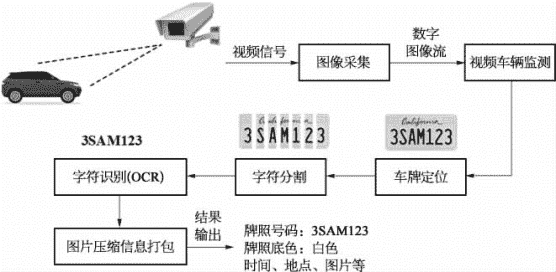 视频信号
图像采集
数字
图像流
视频车辆监测
California
3SAM123
车牌定位
California
3SAM123
字符分割
3SAM123
字符识别(OCR)
图片压缩信息打包
结果
输出
牌照号码：3SAM123
牌照底色：白色
时间、地点、图片等